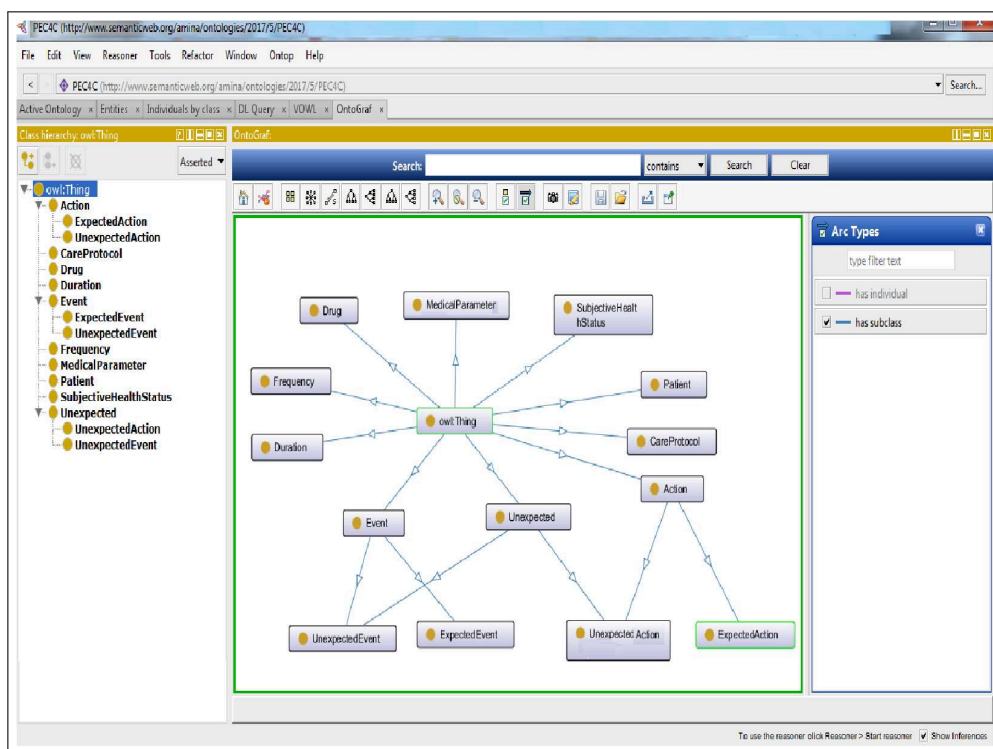 PEC4C (http://www.semanticweb.org/amina/ontologies/2017/5/PEC4C)
File Edit View Reasoner Tools Refactor Window Ontop Help
< > PEC4C (http://www.semanticweb.org/amina/ontologies/2017/5/PEC4C) Search...
Active Ontology × Entities × Individuals by class × DL Query × VOWL × OntoGraf ×
Class hierarchy: owl:Thing
Asserted
owl:Thing
Action
ExpectedAction
UnexpectedAction
CareProtocol
Drug
Duration
Event
ExpectedEvent
UnexpectedEvent
Frequency
MedicalParameter
Patient
SubjectiveHealthStatus
Unexpected
UnexpectedAction
UnexpectedEvent
OntoGraf:
Search: contains Search Clear
Drug
MedicalParameter
SubjectiveHealt
hStatus
Frequency
Patient
owl:Thing
Duration
CareProtocol
Action
Event
Unexpected
UnexpectedEvent
ExpectedEvent
Unexpected Action
ExpectedAction
Arc Types
type filter text
has individual
has subclass
To use the reasoner click Reasoner > Start reasoner Show Inferences